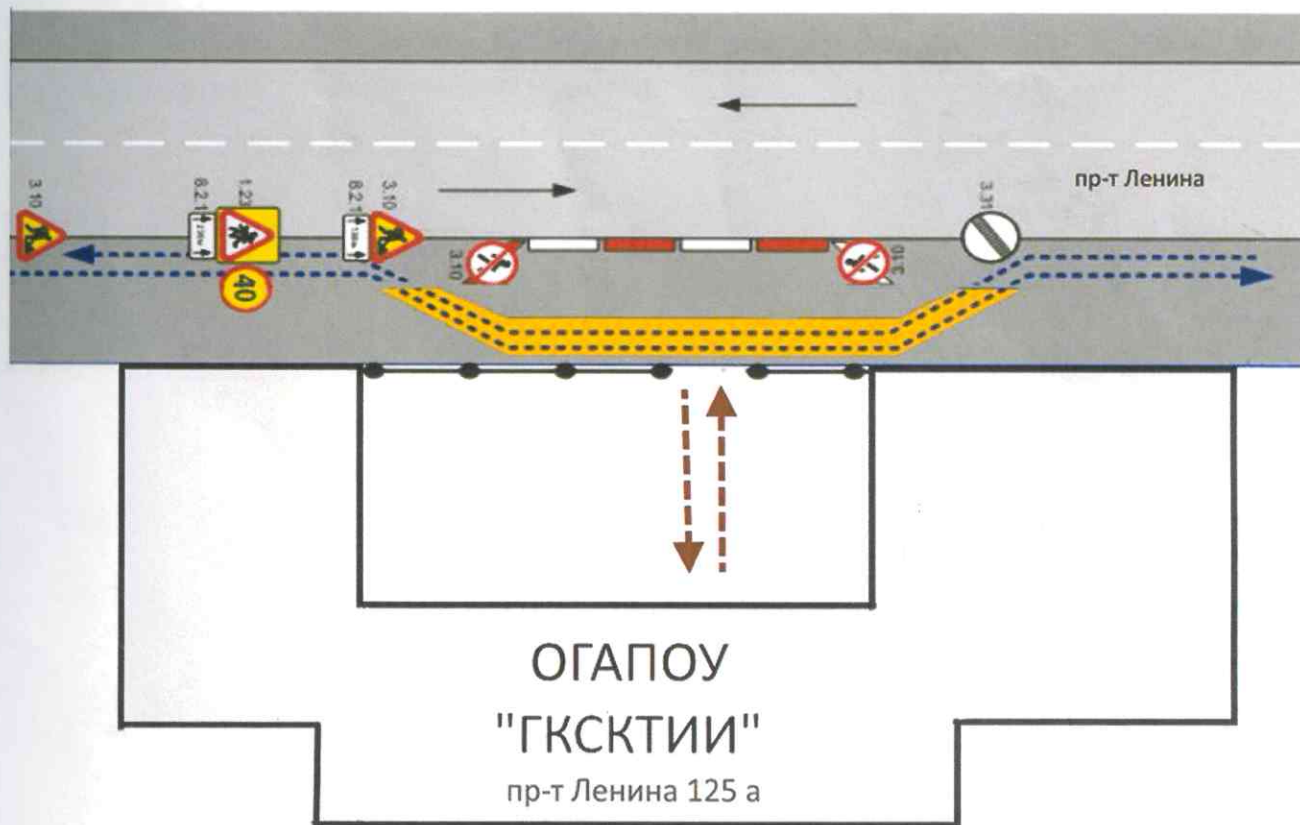 пр-т Ленина
3.10
8.2.1
1.23
8.2.1
3.10
3.31
3.10
3.10
40
ОГАПОУ
"ГКСКТИИ"
пр-т Ленина 125 а